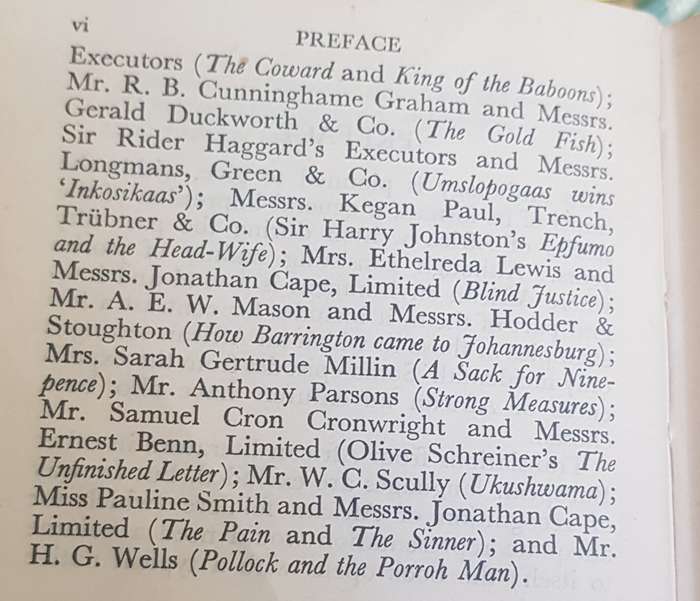 vi
PREFACE
Executors (The Coward and King of the Baboons);
Mr. R. B. Cunninghame Graham and Messrs.
Gerald Duckworth & Co. (The Gold Fish);
Sir Rider Haggard's Executors and Messrs.
Longmans, Green & Co. (Umslopogaas wins
'Inkosikaas'); Messrs. Kegan Paul, Trench,
Trübner & Co. (Sir Harry Johnston's Epfumo
and the Head-Wife); Mrs. Ethelreda Lewis and
Messrs. Jonathan Cape, Limited (Blind Justice);
Mr. A. E. W. Mason and Messrs. Hodder &
Stoughton (How Barrington came to Johannesburg);
Mrs. Sarah Gertrude Millin (A Sack for Nine-
pence); Mr. Anthony Parsons (Strong Measures);
Mr. Samuel Cron Cronwright and Messrs.
Ernest Benn, Limited (Olive Schreiner's The
Unfinished Letter); Mr. W. C. Scully (Ukushwama);
Miss Pauline Smith and Messrs. Jonathan Cape,
Limited (The Pain and The Sinner); and Mr.
H. G. Wells (Pollock and the Porroh Man).